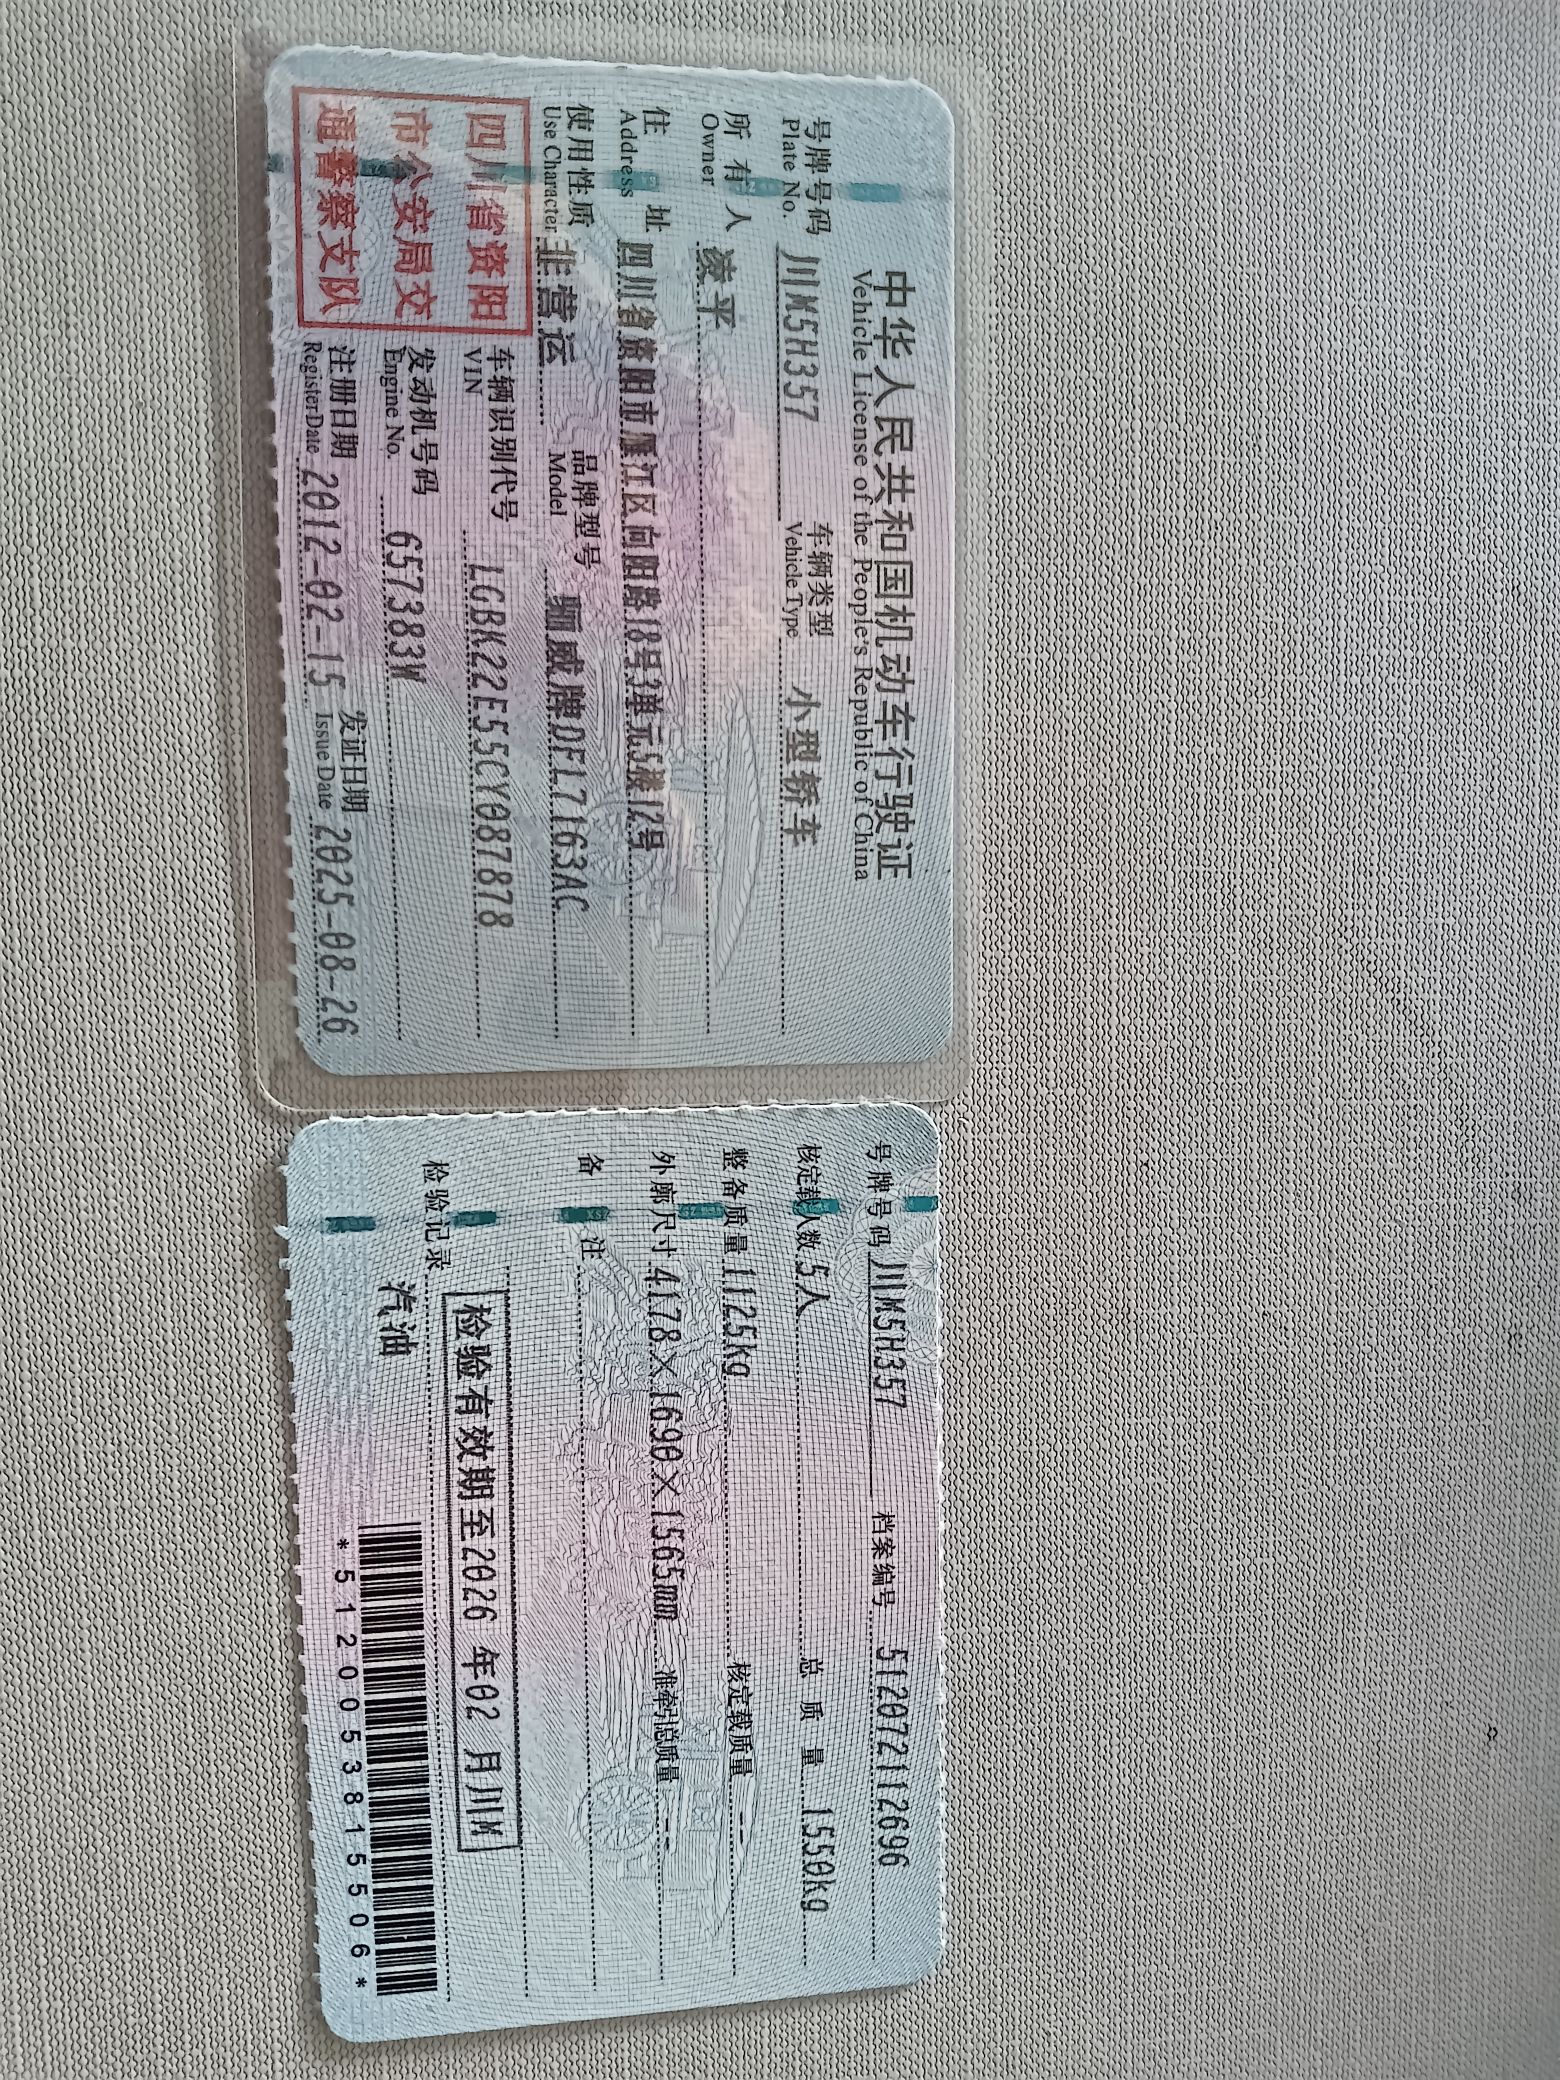 中华人民共和国机动车行驶证
Vehicle License of the People's Republic of China
号牌号码 川M5H357 车辆类型 小型轿车
Plate No. Vehicle Type
所有人 凌平
Owner
住址 四川省资阳市雁江区向阳路18号3单元5楼12号
Address
使用性质 非营运 品牌型号 骊威牌DFL7163AC
Use Character Model
四川省资阳
市公安局交
通警察支队
车辆识别代号 LGBK22E55CY087878
VIN
发动机号码 657383W
Engine No.
注册日期 2012-02-15 发证日期 2025-08-26
Register Date Issue Date
号牌号码 川M5H357 档案编号 512072112696
核定载人数 5人 总质量 1550kg
整备质量 1125kg 核定载质量 --
外廓尺寸 4178×1690×1565mm 准牵引总质量 --
备注
检验有效期至2026年02月川M
检验记录
汽油
*5120053815506*